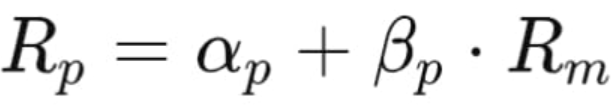 R_p = α_p + β_p · R_m